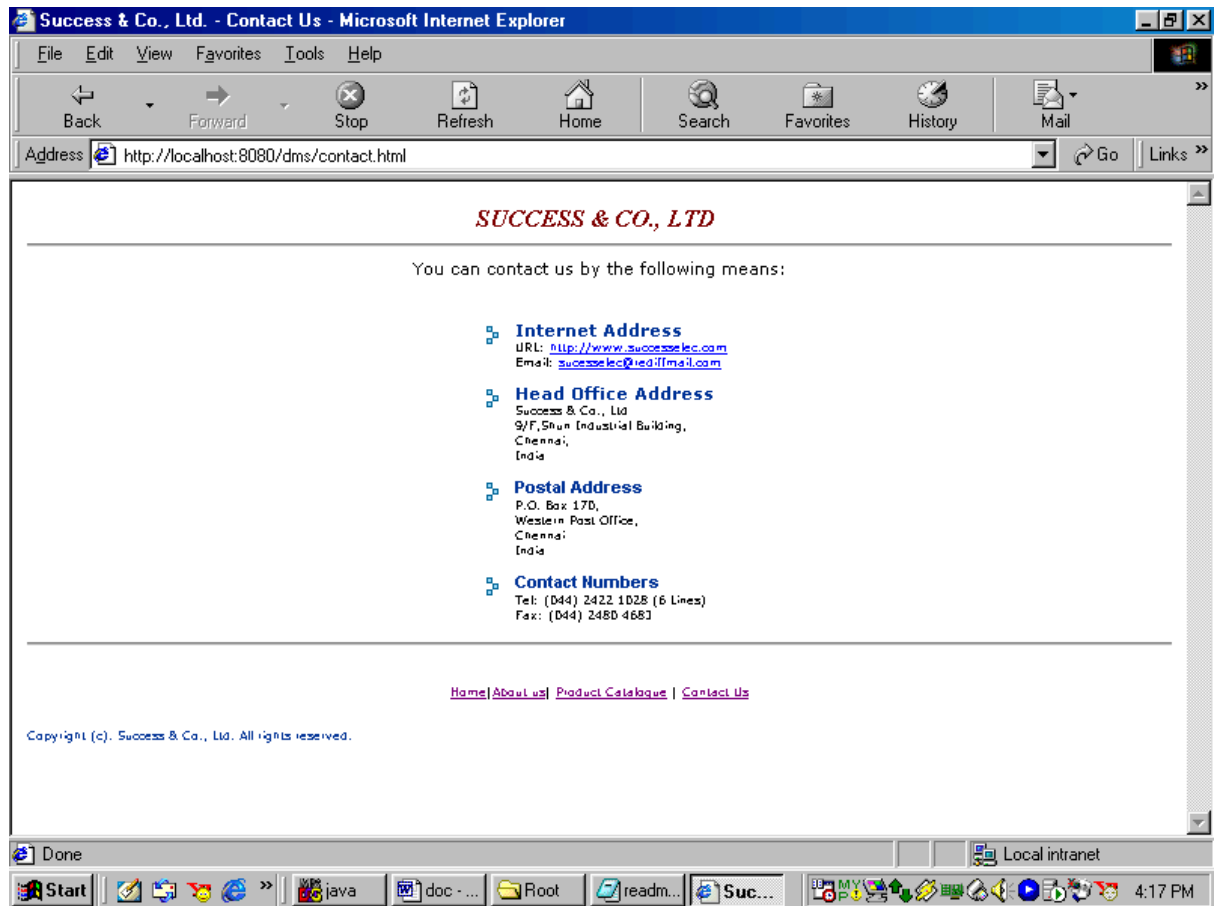 Success & Co., Ltd. - Contact Us - Microsoft Internet Explorer
File Edit View Favorites Tools Help
Back Forward Stop Refresh Home Search Favorites History Mail »
Address http://localhost:8080/dms/contact.html Go Links »
SUCCESS & CO., LTD
You can contact us by the following means:
Internet Address
URL: http://www.successelec.com
Email: sucesselec@rediffmail.com
Head Office Address
Success & Co., Ltd
9/F,Shun Industrial Building,
Chennai,
India
Postal Address
P.O. Box 170,
Western Post Office,
Chennai
India
Contact Numbers
Tel: (044) 2422 1028 (6 Lines)
Fax: (044) 2480 4683
Home|About us| Product Catalogue | Contact Us
Copyright (c). Success & Co., Ltd. All rights reserved.
Done Local intranet
Start » java doc - ... Root readm... Suc... MY 4:17 PM